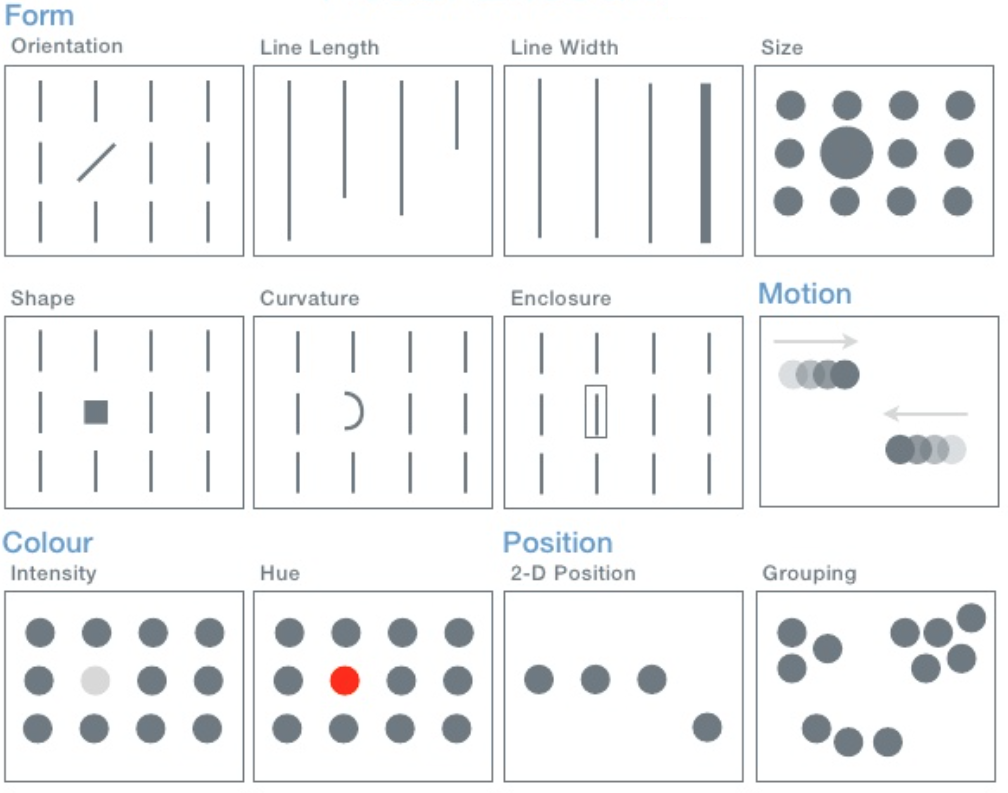 Form
Orientation
Line Length
Line Width
Size
Shape
Curvature
Enclosure
Motion
Colour
Position
Intensity
Hue
2-D Position
Grouping